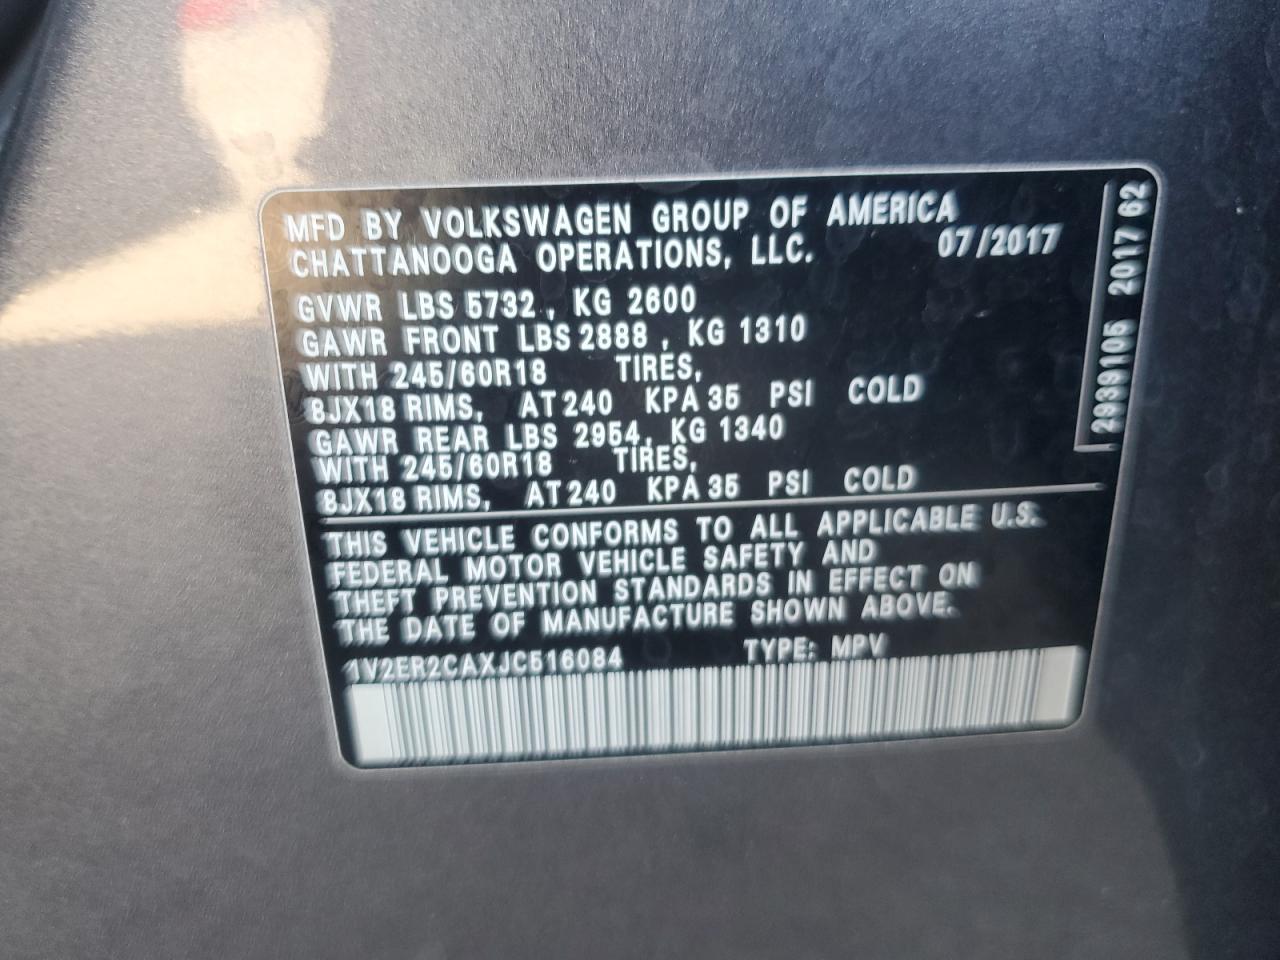 MFD BY VOLKSWAGEN GROUP OF AMERICA
CHATTANOOGA OPERATIONS, LLC. 07/2017
GVWR LBS 5732, KG 2600
GAWR FRONT LBS 2888, KG 1310
WITH 245/60R18 TIRES,
8JX18 RIMS, AT 240 KPA 35 PSI COLD
GAWR REAR LBS 2954, KG 1340
WITH 245/60R18 TIRES,
8JX18 RIMS, AT 240 KPA 35 PSI COLD
THIS VEHICLE CONFORMS TO ALL APPLICABLE U.S.
FEDERAL MOTOR VEHICLE SAFETY AND
THEFT PREVENTION STANDARDS IN EFFECT ON
THE DATE OF MANUFACTURE SHOWN ABOVE.
1V2ER2CAXJC516084 TYPE: MPV
2939105 2017 62